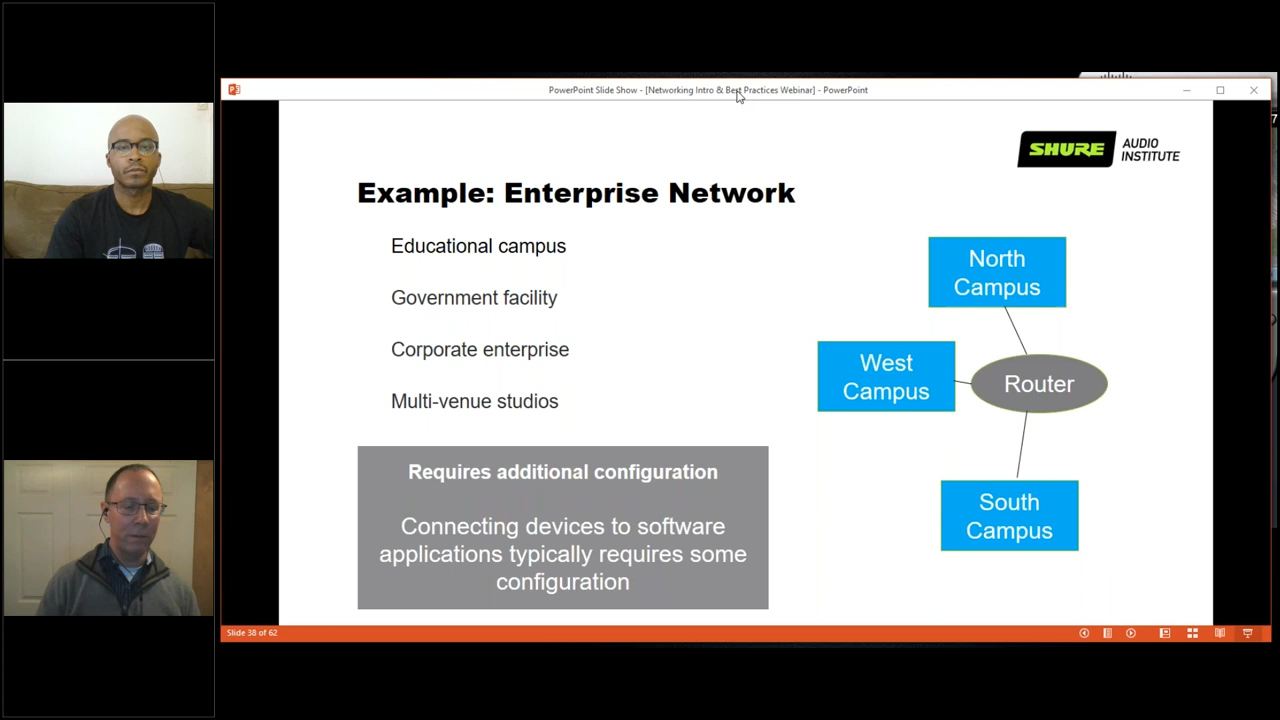 PowerPoint Slide Show - [Networking Intro & Best Practices Webinar] - PowerPoint
7
SHURE AUDIO
INSTITUTE
Example: Enterprise Network
Educational campus
Government facility
Corporate enterprise
Multi-venue studios
Requires additional configuration
Connecting devices to software
applications typically requires some
configuration
North
Campus
West
Campus
Router
South
Campus
Slide 38 of 62